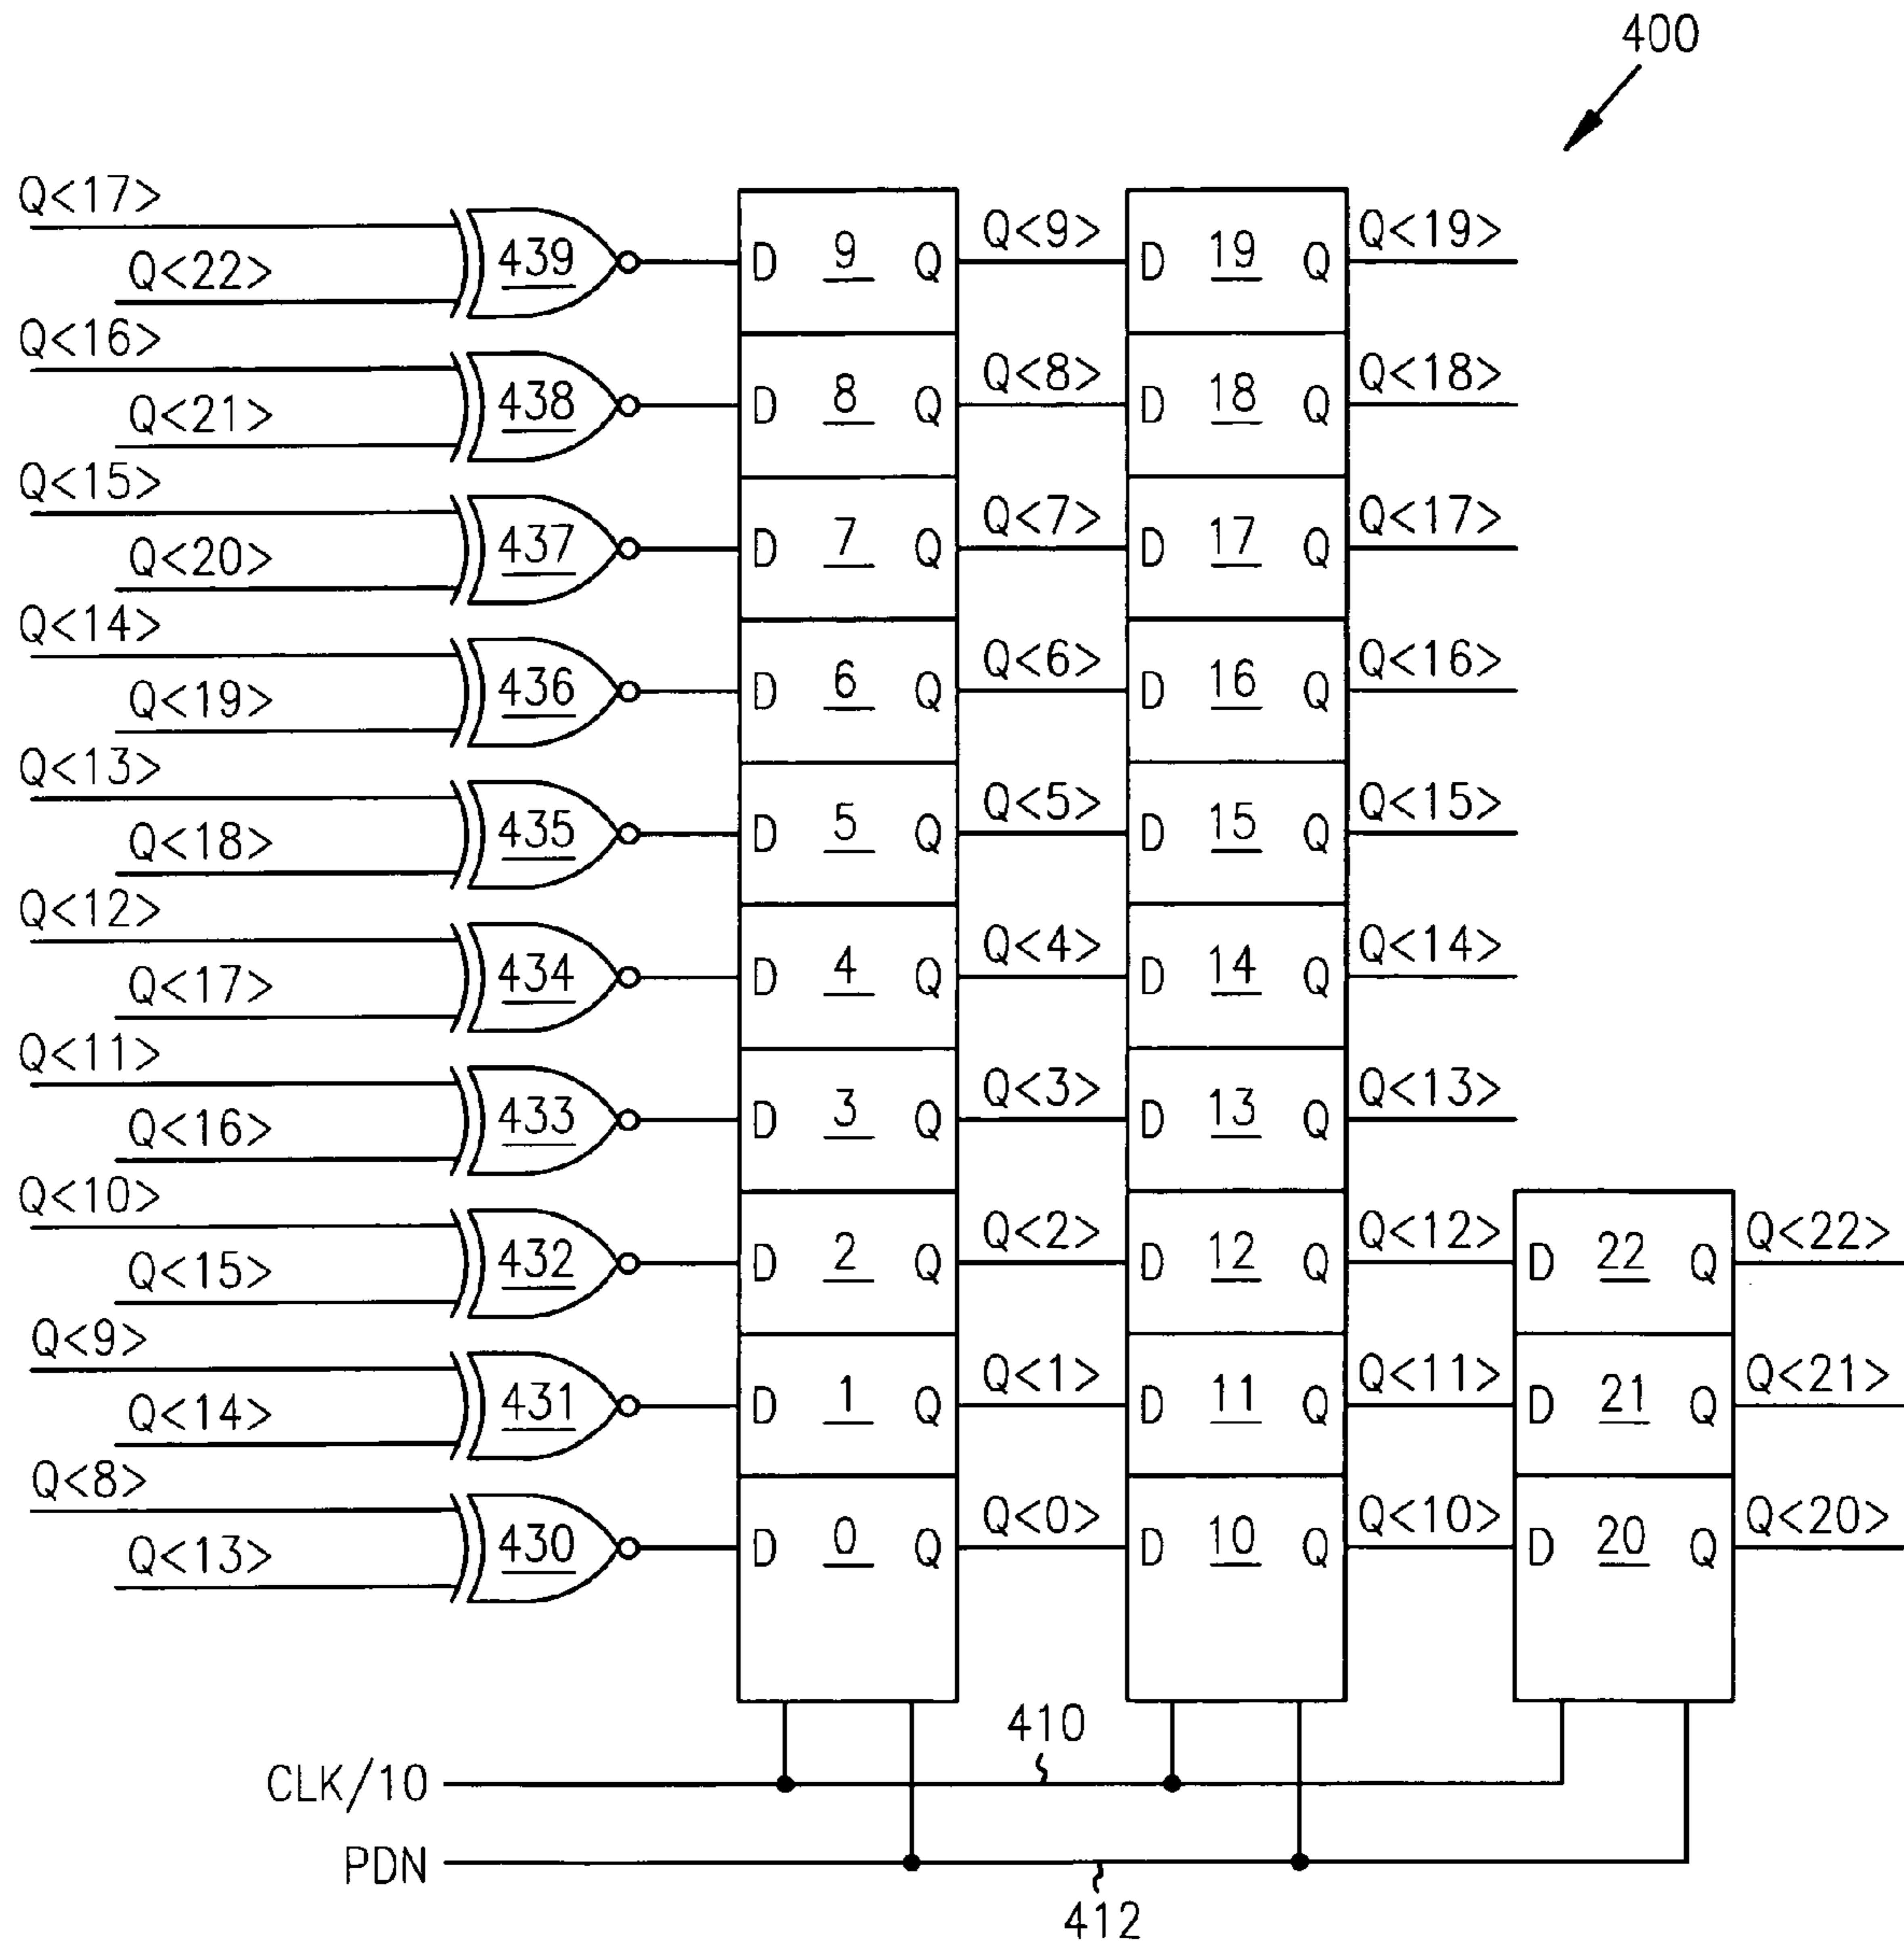 400
Q<17>
Q<22>
439
D 9 Q
Q<9>
D 19 Q
Q<19>
Q<16>
Q<21>
438
D 8 Q
Q<8>
D 18 Q
Q<18>
Q<15>
Q<20>
437
D 7 Q
Q<7>
D 17 Q
Q<17>
Q<14>
Q<19>
436
D 6 Q
Q<6>
D 16 Q
Q<16>
Q<13>
Q<18>
435
D 5 Q
Q<5>
D 15 Q
Q<15>
Q<12>
Q<17>
434
D 4 Q
Q<4>
D 14 Q
Q<14>
Q<11>
Q<16>
433
D 3 Q
Q<3>
D 13 Q
Q<13>
Q<10>
Q<15>
432
D 2 Q
Q<2>
D 12 Q
Q<12>
D 22 Q
Q<22>
Q<9>
Q<14>
431
D 1 Q
Q<1>
D 11 Q
Q<11>
D 21 Q
Q<21>
Q<8>
Q<13>
430
D 0 Q
Q<0>
D 10 Q
Q<10>
D 20 Q
Q<20>
410
CLK/10
PDN
412